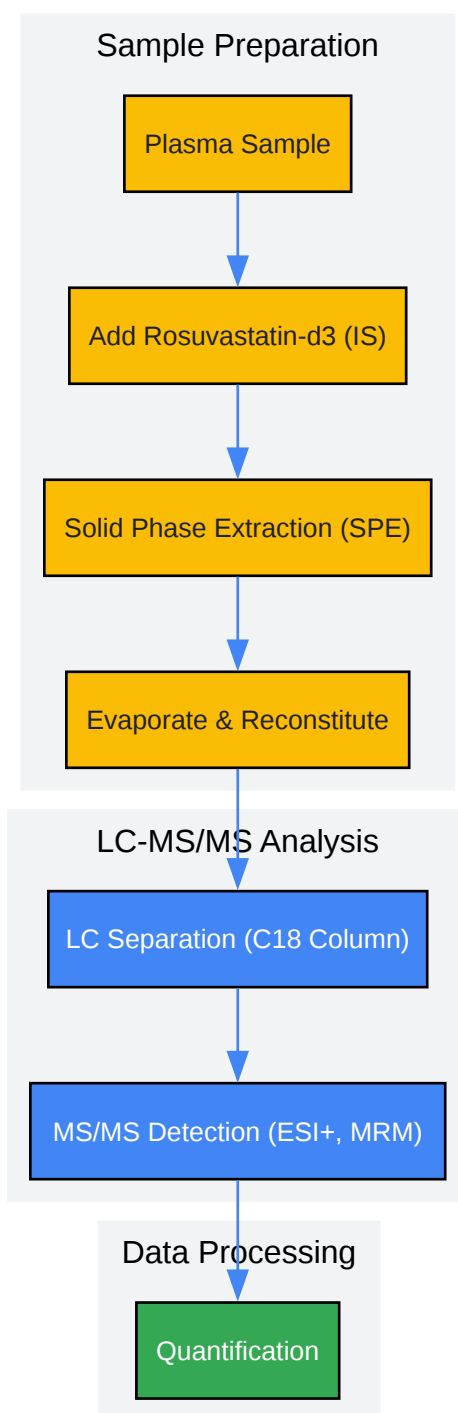 Sample Preparation
Plasma Sample
Add Rosuvastatin-d3 (IS)
Solid Phase Extraction (SPE)
Evaporate & Reconstitute
LC-MS/MS Analysis
LC Separation (C18 Column)
MS/MS Detection (ESI+, MRM)
Data Processing
Quantification